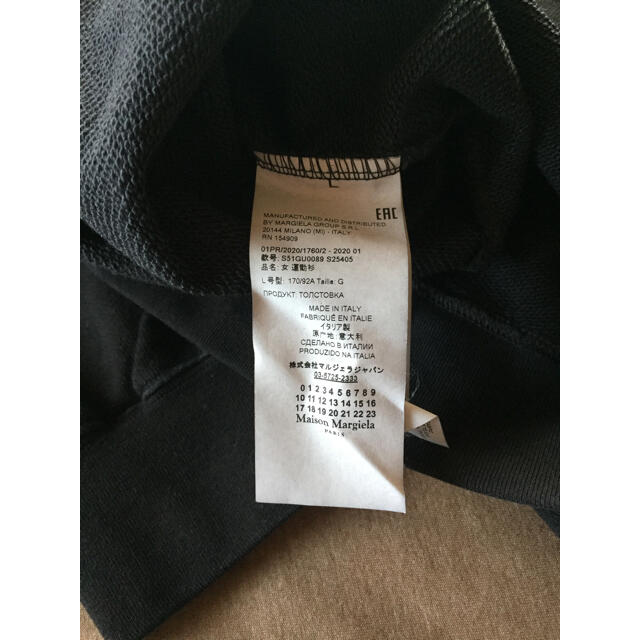 L
MANUFACTURED AND DISTRIBUTED
BY MARGIELA GROUP S.R.L.
20144 MILANO (MI) - ITALY
RN 154909
EAC
01PR/2020/1760/2 - 2020 01
款号: S51GU0089 S25405
品名: 女 運動衫
L 号型: 170/92A Taille: G
ПРОДУКТ: ТОЛСТОВКА
MADE IN ITALY
FABRIQUÉ EN ITALIE
イタリア製
原产地: 意大利
СДЕЛАНО В ИТАЛИИ
PRODUZIDO NA ITALIA
株式会社マルジェラジャパン
03-5725-2333
0 1 2 3 4 5 6 7 8 9
10 11 12 13 14 15 16
17 18 19 20 21 22 23
Maison Margiela
PARIS